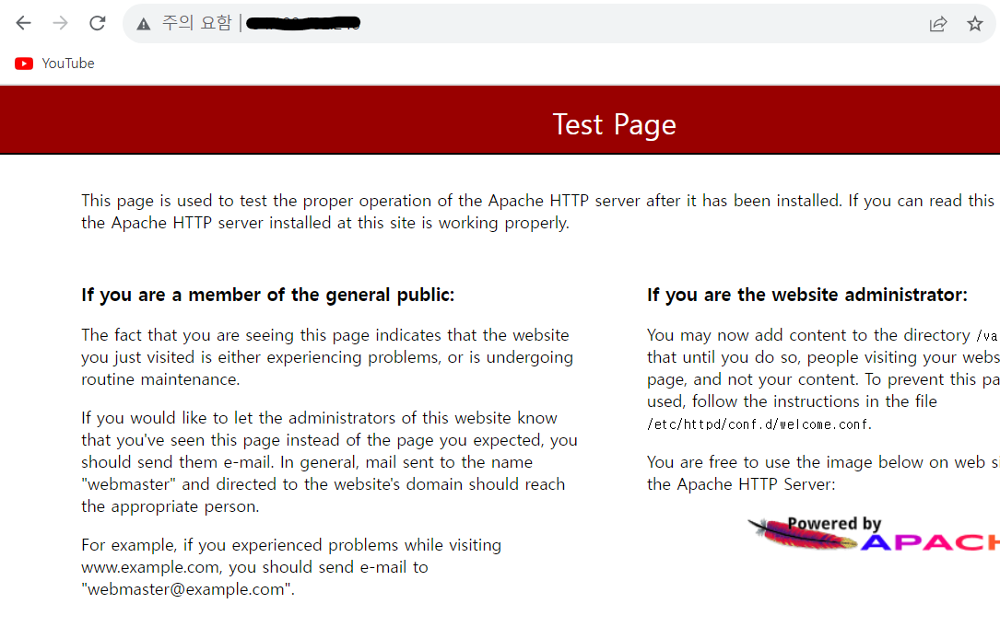 주의 요함
YouTube
Test Page
This page is used to test the proper operation of the Apache HTTP server after it has been installed. If you can read this
the Apache HTTP server installed at this site is working properly.
If you are a member of the general public:
The fact that you are seeing this page indicates that the website
you just visited is either experiencing problems, or is undergoing
routine maintenance.
If you would like to let the administrators of this website know
that you've seen this page instead of the page you expected, you
should send them e-mail. In general, mail sent to the name
"webmaster" and directed to the website's domain should reach
the appropriate person.
For example, if you experienced problems while visiting
www.example.com, you should send e-mail to
"webmaster@example.com".
If you are the website administrator:
You may now add content to the directory /va
that until you do so, people visiting your webs
page, and not your content. To prevent this pa
used, follow the instructions in the file
/etc/httpd/conf.d/welcome.conf.
You are free to use the image below on web si
the Apache HTTP Server:
Powered by
APACH